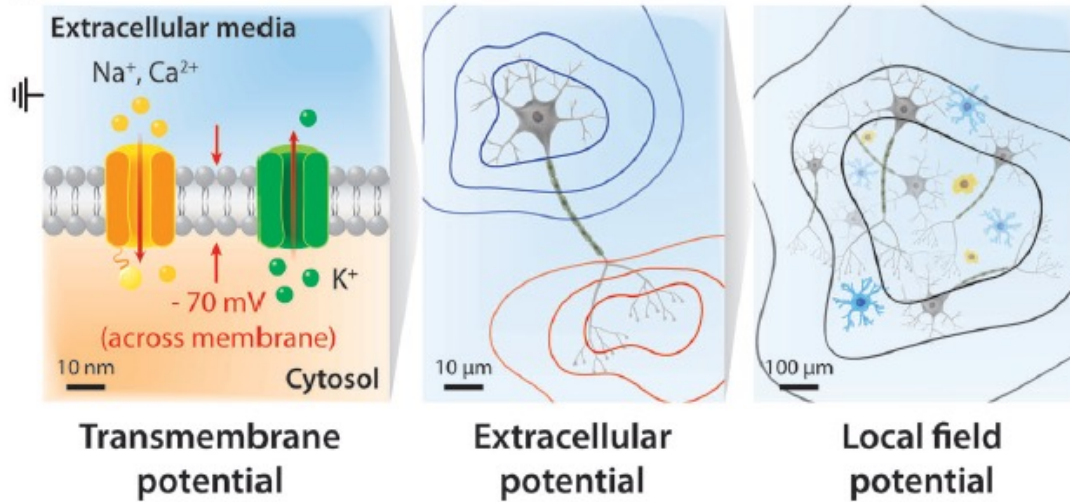 Extracellular media
Na⁺, Ca²⁺
K⁺
- 70 mV
(across membrane)
10 nm
Cytosol
10 µm
100 µm
Transmembrane
potential
Extracellular
potential
Local field
potential